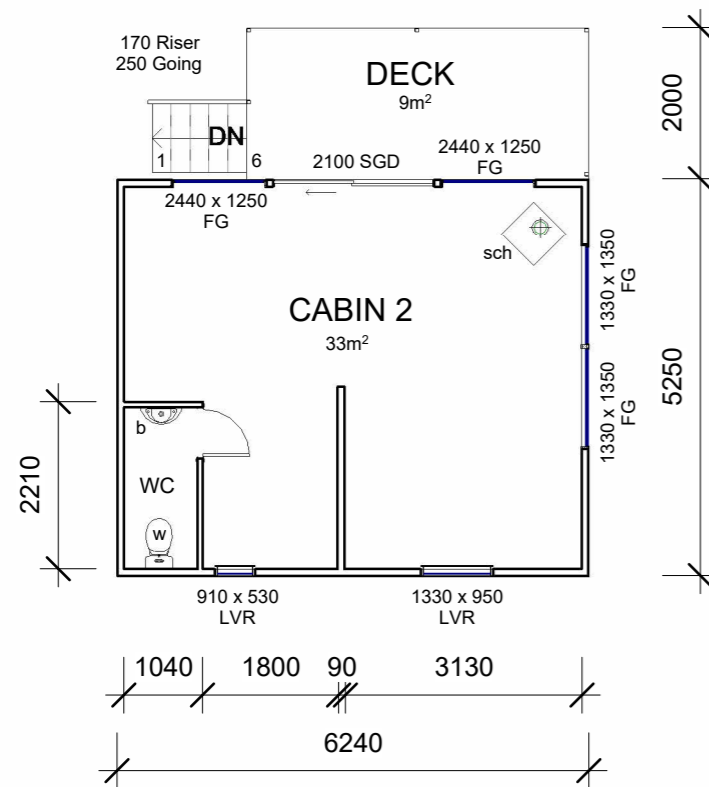 170 Riser
250 Going
DECK
9m²
2000
DN
1
6
2100 SGD
2440 x 1250
FG
2440 x 1250
FG
sch
1330 x 1350
FG
CABIN 2
33m²
1330 x 1350
FG
5250
b
2210
WC
w
910 x 530
LVR
1330 x 950
LVR
1040
1800
90
3130
6240